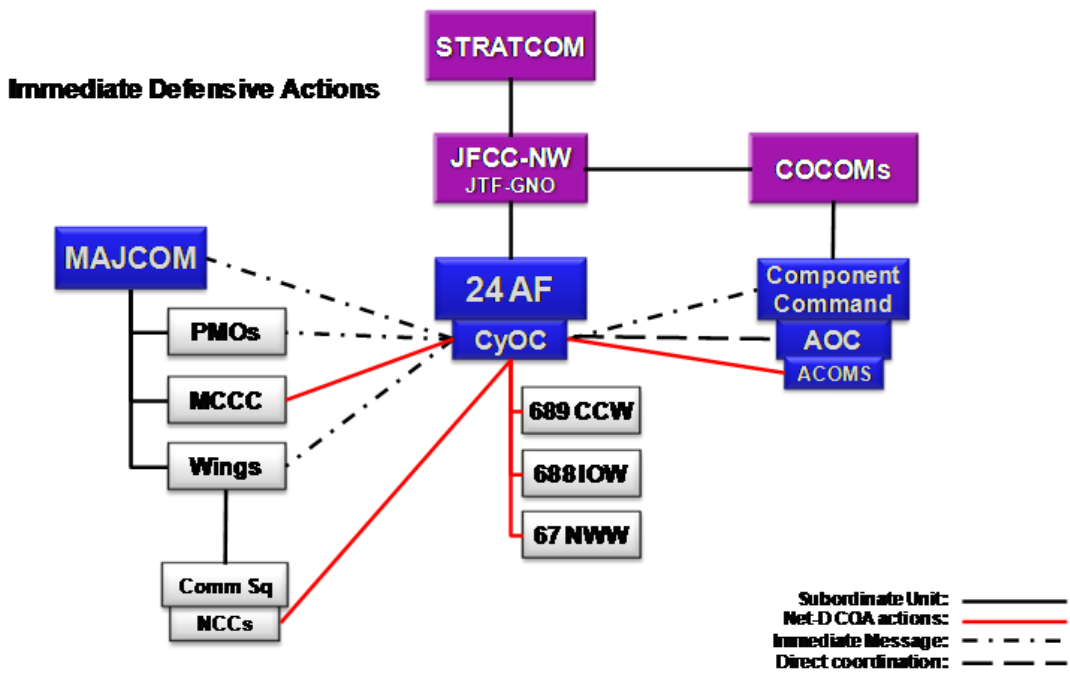 STRATCOM
Immediate Defensive Actions
JFCC-NW
JTF-GNO
COCOMs
MAJCOM
24 AF
CyOC
Component
Command
AOC
ACOMS
PMOs
MCCC
Wings
689 CCW
688 IOW
67 NWW
Comm Sq
NCCs
Subordinate Unit:
Net-D COA actions:
Immediate Message:
Direct coordination: